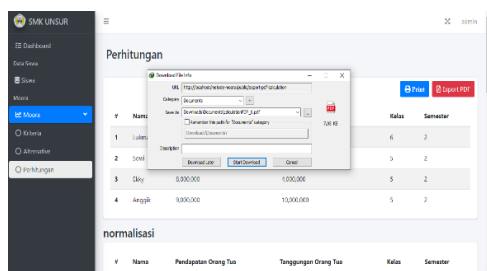 SMK UNSUR
admin
Dashboard
Data Siswa
Siswa
Moora
Moora
Kriteria
Alternative
Perhitungan
Perhitungan
Print
Export PDF
Download File Info
URL
Category
Documents
Save As
Remember this path for "Documents" category
Description
Download Later
Start Download
Cancel
# Nama Kelas Semester
1 6 2
2 5 2
3 Ekky 8,000,000 4,000,000 5 2
4 Anggik 9,000,000 10,000,000 5 2
normalisasi
# Nama Pendapatan Orang Tua Tanggungan Orang Tua Kelas Semester